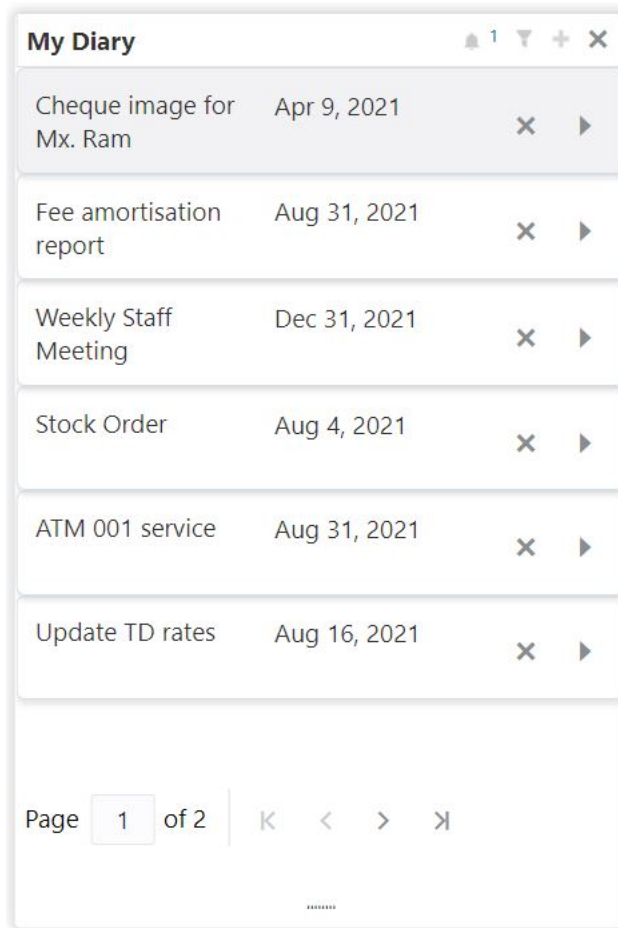 My Diary 1
Cheque image for Apr 9, 2021
Mx. Ram
Fee amortisation Aug 31, 2021
report
Weekly Staff Dec 31, 2021
Meeting
Stock Order Aug 4, 2021
ATM 001 service Aug 31, 2021
Update TD rates Aug 16, 2021
Page 1 of 2